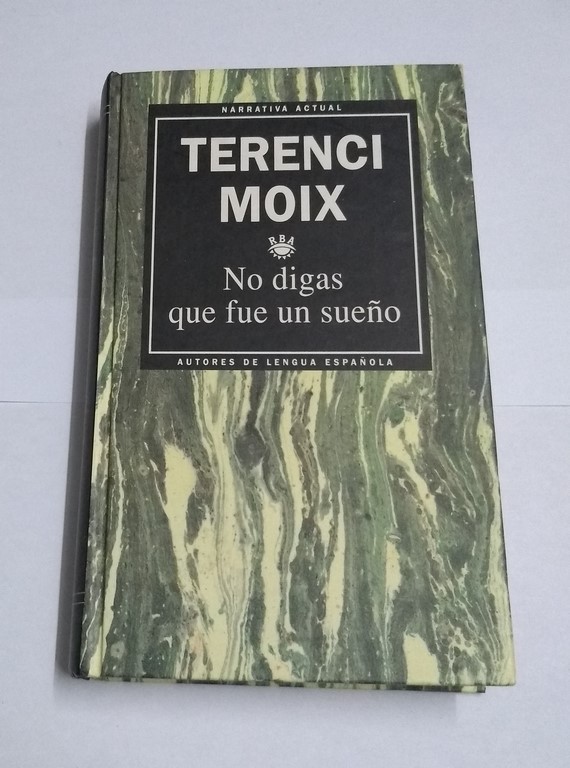 NARRATIVA ACTUAL
TERENCI
MOIX
RBA
No digas
que fue un sueño
AUTORES DE LENGUA ESPAÑOLA